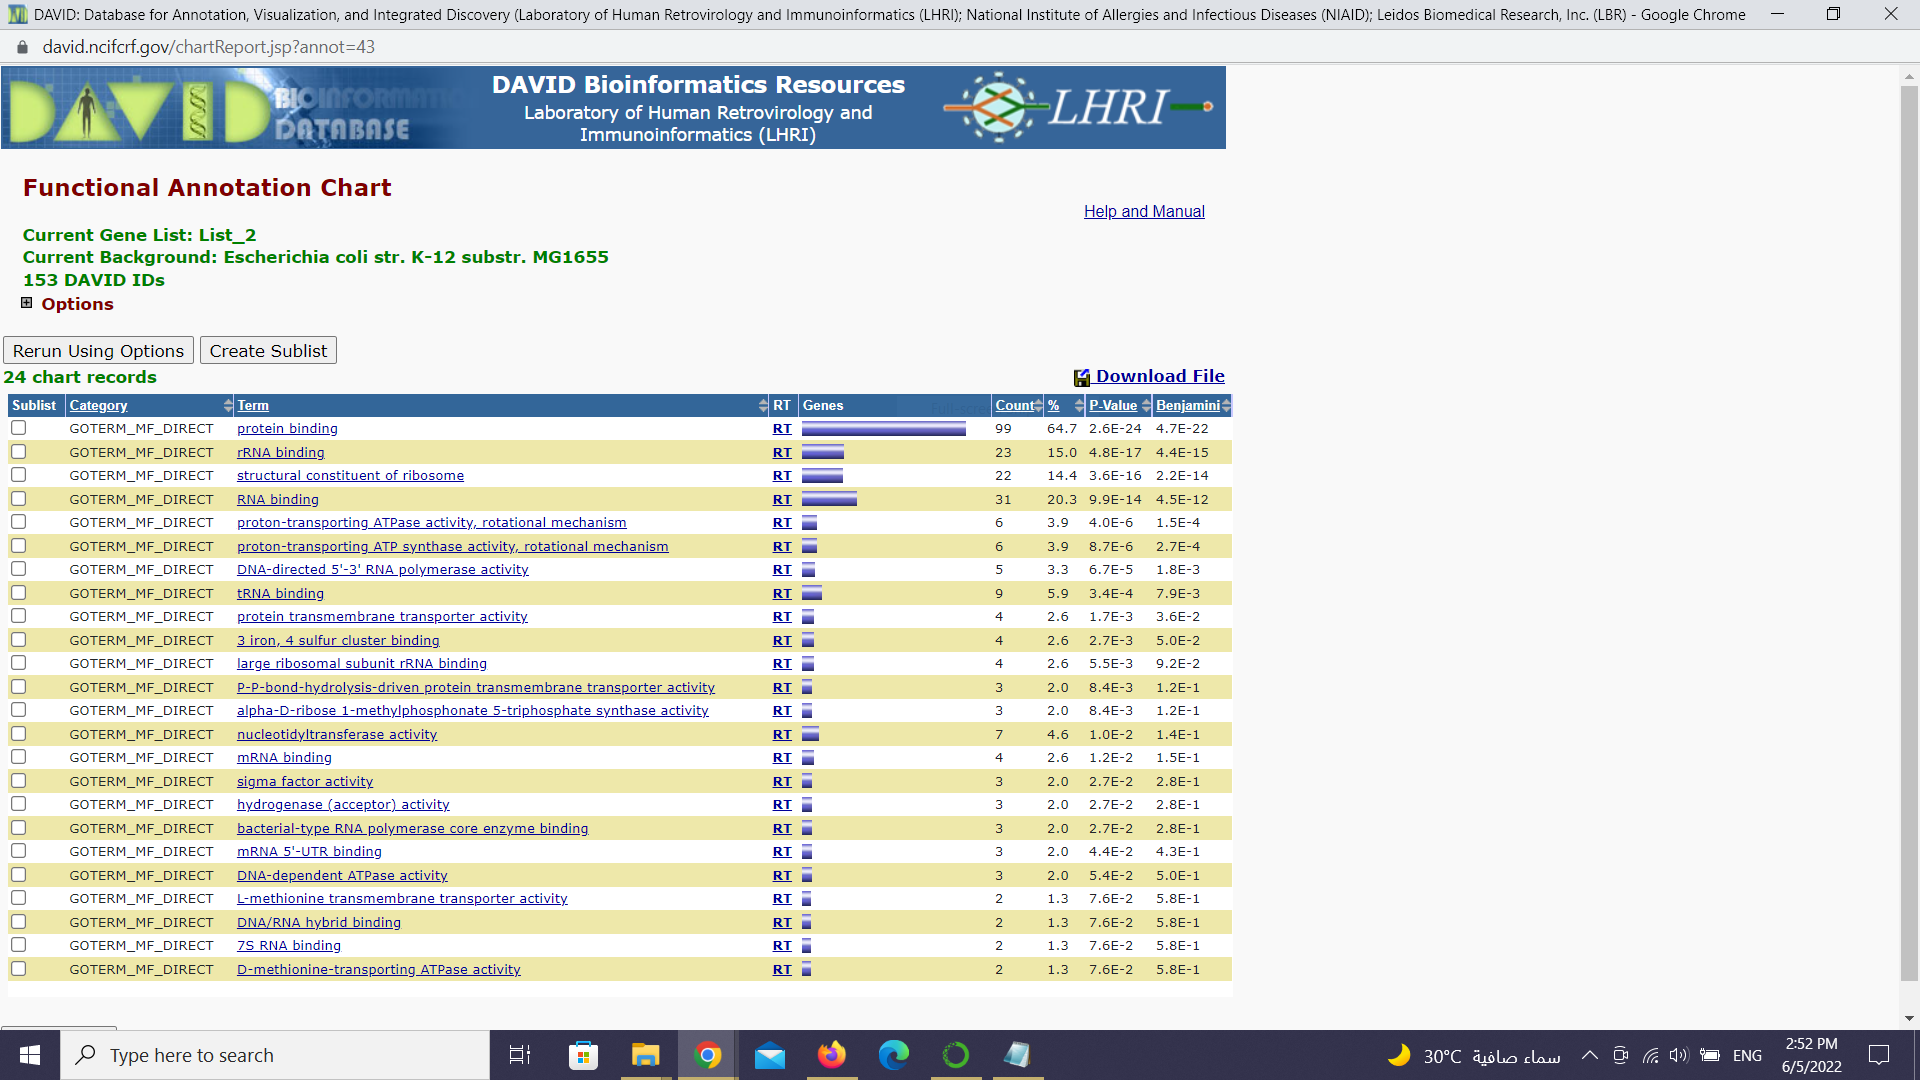 DAVID: Database for Annotation, Visualization, and Integrated Discovery (Laboratory of Human Retrovirology and Immunoinformatics (LHRI); National Institute of Allergies and Infectious Diseases (NIAID); Leidos Biomedical Research, Inc. (LBR) - Google Chrome
david.ncifcrf.gov/chartReport.jsp?annot=43
DAVID BIOINFORMATICS DATABASE
DAVID Bioinformatics Resources
Laboratory of Human Retrovirology and
Immunoinformatics (LHRI)
LHRI
Functional Annotation Chart
Help and Manual
Current Gene List: List_2
Current Background: Escherichia coli str. K-12 substr. MG1655
153 DAVID IDs
Options
Rerun Using Options Create Sublist
24 chart records
Download File
Sublist Category Term RT Genes Count % P-Value Benjamini
GOTERM_MF_DIRECT protein binding RT 99 64.7 2.6E-24 4.7E-22
GOTERM_MF_DIRECT rRNA binding RT 23 15.0 4.8E-17 4.4E-15
GOTERM_MF_DIRECT structural constituent of ribosome RT 22 14.4 3.6E-16 2.2E-14
GOTERM_MF_DIRECT RNA binding RT 31 20.3 9.9E-14 4.5E-12
GOTERM_MF_DIRECT proton-transporting ATPase activity, rotational mechanism RT 6 3.9 4.0E-6 1.5E-4
GOTERM_MF_DIRECT proton-transporting ATP synthase activity, rotational mechanism RT 6 3.9 8.7E-6 2.7E-4
GOTERM_MF_DIRECT DNA-directed 5'-3' RNA polymerase activity RT 5 3.3 6.7E-5 1.8E-3
GOTERM_MF_DIRECT tRNA binding RT 9 5.9 3.4E-4 7.9E-3
GOTERM_MF_DIRECT protein transmembrane transporter activity RT 4 2.6 1.7E-3 3.6E-2
GOTERM_MF_DIRECT 3 iron, 4 sulfur cluster binding RT 4 2.6 2.7E-3 5.0E-2
GOTERM_MF_DIRECT large ribosomal subunit rRNA binding RT 4 2.6 5.5E-3 9.2E-2
GOTERM_MF_DIRECT P-P-bond-hydrolysis-driven protein transmembrane transporter activity RT 3 2.0 8.4E-3 1.2E-1
GOTERM_MF_DIRECT alpha-D-ribose 1-methylphosphonate 5-triphosphate synthase activity RT 3 2.0 8.4E-3 1.2E-1
GOTERM_MF_DIRECT nucleotidyltransferase activity RT 7 4.6 1.0E-2 1.4E-1
GOTERM_MF_DIRECT mRNA binding RT 4 2.6 1.2E-2 1.5E-1
GOTERM_MF_DIRECT sigma factor activity RT 3 2.0 2.7E-2 2.8E-1
GOTERM_MF_DIRECT hydrogenase (acceptor) activity RT 3 2.0 2.7E-2 2.8E-1
GOTERM_MF_DIRECT bacterial-type RNA polymerase core enzyme binding RT 3 2.0 2.7E-2 2.8E-1
GOTERM_MF_DIRECT mRNA 5'-UTR binding RT 3 2.0 4.4E-2 4.3E-1
GOTERM_MF_DIRECT DNA-dependent ATPase activity RT 3 2.0 5.4E-2 5.0E-1
GOTERM_MF_DIRECT L-methionine transmembrane transporter activity RT 2 1.3 7.6E-2 5.8E-1
GOTERM_MF_DIRECT DNA/RNA hybrid binding RT 2 1.3 7.6E-2 5.8E-1
GOTERM_MF_DIRECT 7S RNA binding RT 2 1.3 7.6E-2 5.8E-1
GOTERM_MF_DIRECT D-methionine-transporting ATPase activity RT 2 1.3 7.6E-2 5.8E-1
Type here to search
30°C سماء صافية
ENG
2:52 PM
6/5/2022